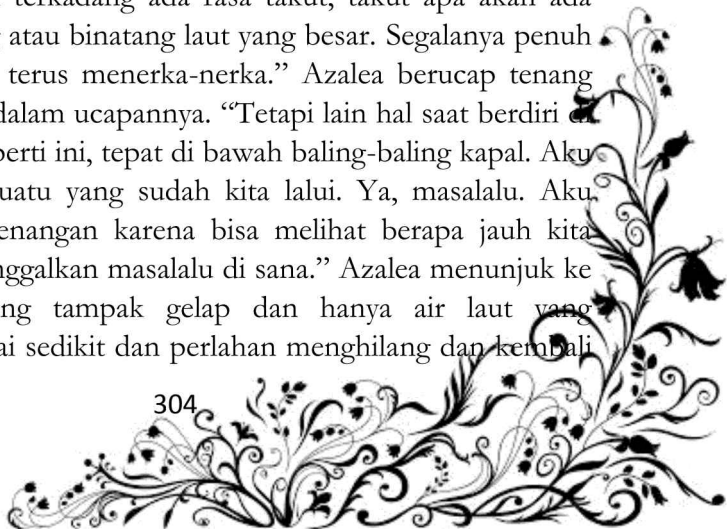 terkadang ada rasa takut, takut apa akan ada
atau binatang laut yang besar. Segalanya penuh
terus menerka-nerka.” Azalea berucap tenang
dalam ucapannya. “Tetapi lain hal saat berdiri di
perti ini, tepat di bawah baling-baling kapal. Aku
uatu yang sudah kita lalui. Ya, masalalu. Aku
enangan karena bisa melihat berapa jauh kita
nggalkan masalalu di sana.” Azalea menunjuk ke
ng tampak gelap dan hanya air laut yang
ai sedikit dan perlahan menghilang dan kembali
304